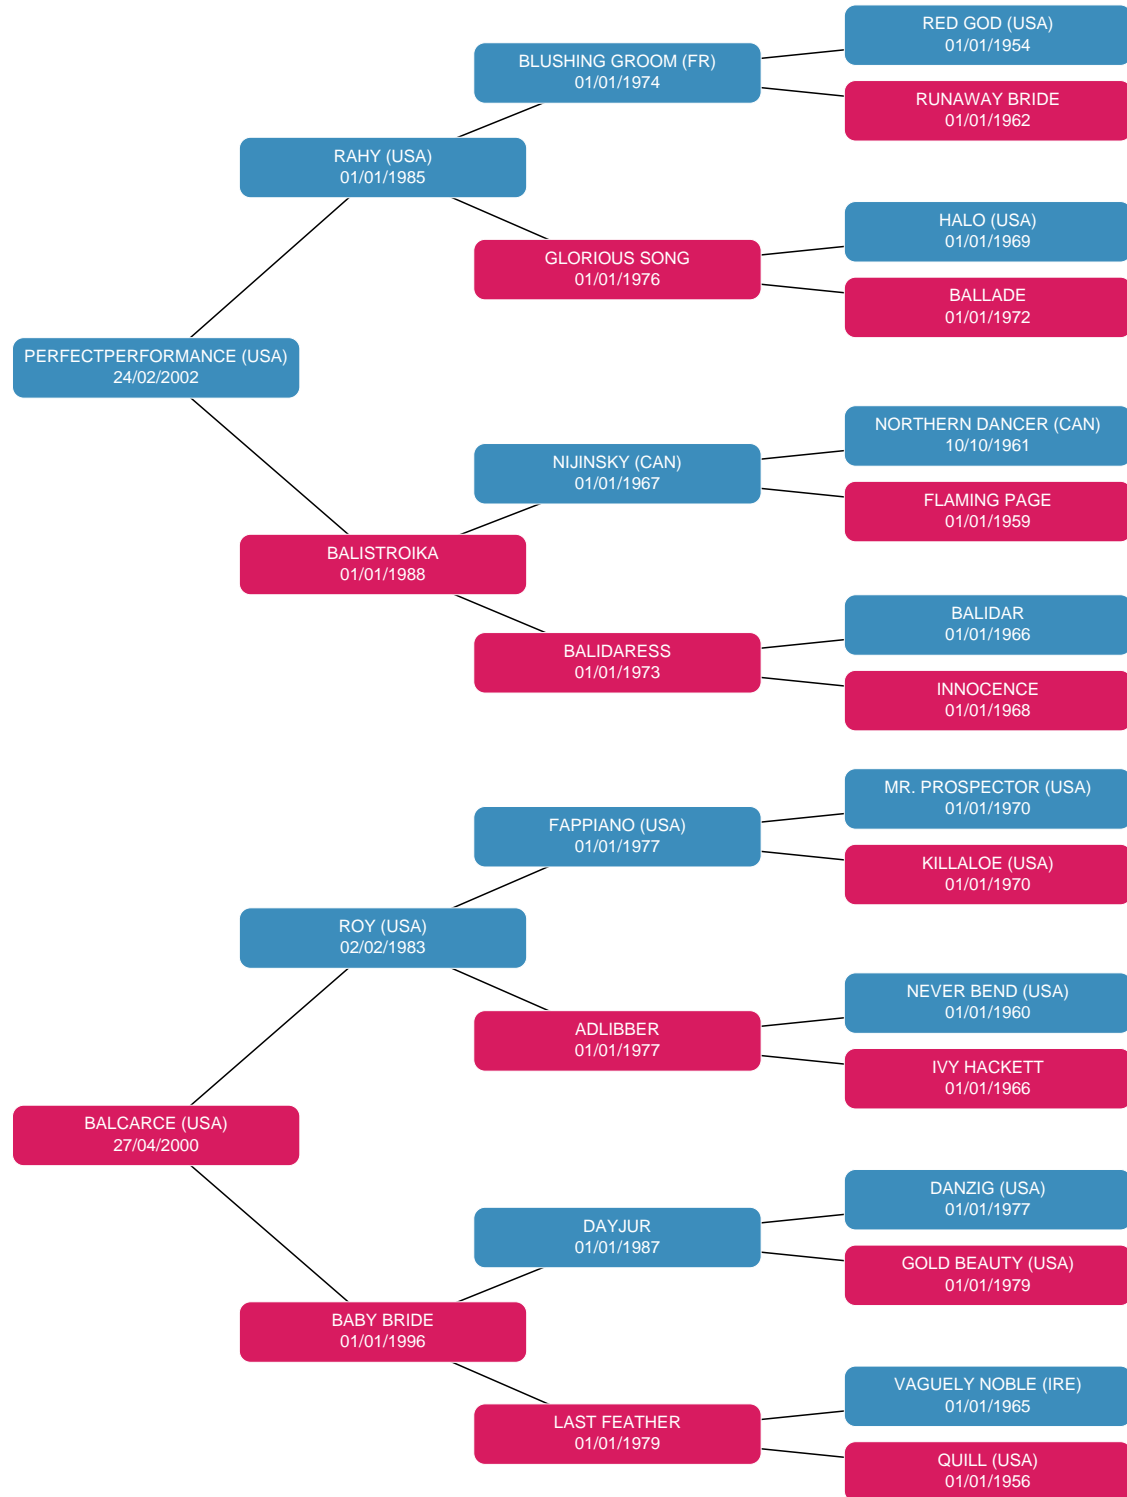 RED GOD (USA)
01/01/1954
BLUSHING GROOM (FR)
01/01/1974
RUNAWAY BRIDE
01/01/1962
RAHY (USA)
01/01/1985
HALO (USA)
01/01/1969
GLORIOUS SONG
01/01/1976
BALLADE
01/01/1972
PERFECTPERFORMANCE (USA)
24/02/2002
NORTHERN DANCER (CAN)
10/10/1961
NIJINSKY (CAN)
01/01/1967
FLAMING PAGE
01/01/1959
BALISTROIKA
01/01/1988
BALIDAR
01/01/1966
BALIDARESS
01/01/1973
INNOCENCE
01/01/1968
MR. PROSPECTOR (USA)
01/01/1970
FAPPIANO (USA)
01/01/1977
KILLALOE (USA)
01/01/1970
ROY (USA)
02/02/1983
NEVER BEND (USA)
01/01/1960
ADLIBBER
01/01/1977
IVY HACKETT
01/01/1966
BALCARCE (USA)
27/04/2000
DANZIG (USA)
01/01/1977
DAYJUR
01/01/1987
GOLD BEAUTY (USA)
01/01/1979
BABY BRIDE
01/01/1996
VAGUELY NOBLE (IRE)
01/01/1965
LAST FEATHER
01/01/1979
QUILL (USA)
01/01/1956